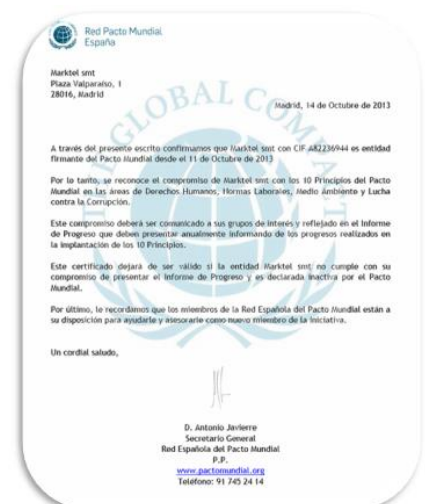 Red Pacto Mundial
España
Marktel smt
Plaza Valparaíso, 1
28016, Madrid
THE GLOBAL COMPACT
Madrid, 14 de Octubre de 2013
A través del presente escrito confirmamos que Marktel smt con CIF A82236944 es entidad
firmante del Pacto Mundial desde el 11 de Octubre de 2013
Por lo tanto, se reconoce el compromiso de Marktel smt con los 10 Principios del Pacto
Mundial en las áreas de Derechos Humanos, Normas Laborales, Medio Ambiente y Lucha
contra la Corrupción.
Este compromiso deberá ser comunicado a sus grupos de interés y reflejado en el Informe
de Progreso que deben presentar anualmente informando de los progresos realizados en
la implantación de los 10 Principios.
Este certificado dejará de ser válido si la entidad Marktel smt no cumple con su
compromiso de presentar el Informe de Progreso y es declarada inactiva por el Pacto
Mundial.
Por último, le recordamos que los miembros de la Red Española del Pacto Mundial están a
su disposición para ayudarle y asesorarle como nuevo miembro de la iniciativa.
Un cordial saludo,
D. Antonio Javierre
Secretario General
Red Española del Pacto Mundial
P.P.
www.pactomundial.org
Teléfono: 91 745 24 14